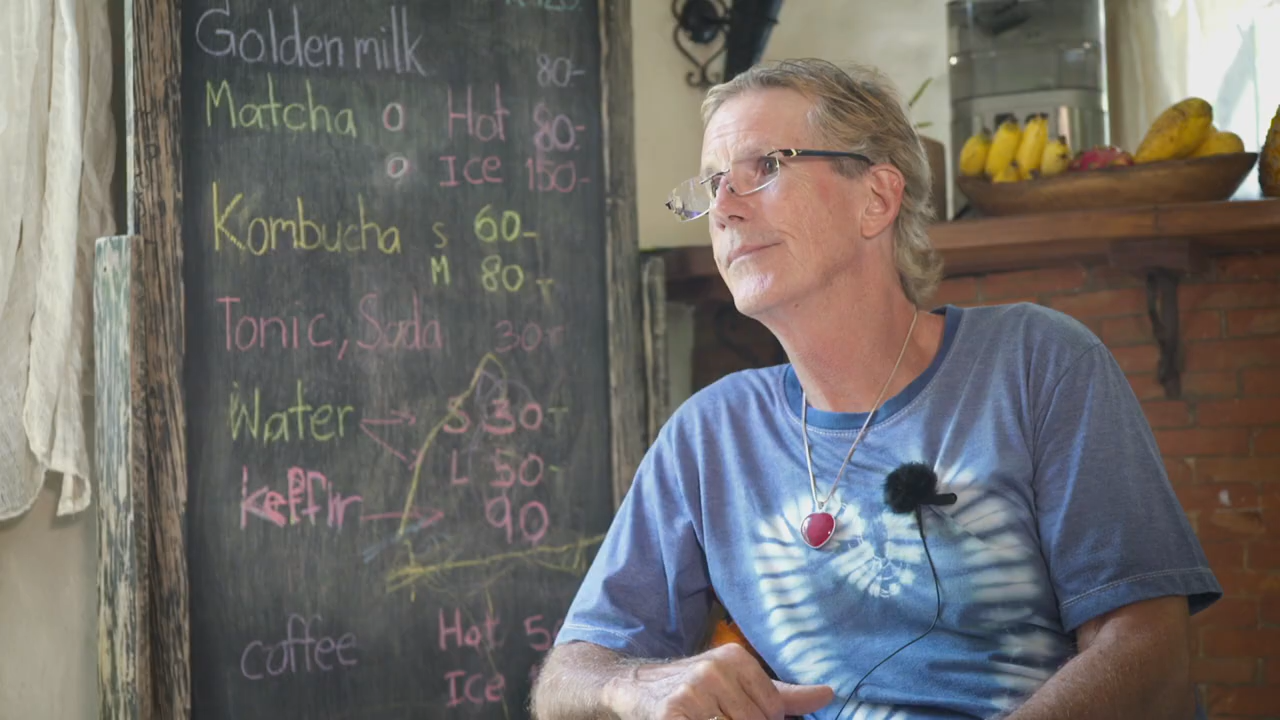 Golden milk 80-
Matcha o Hot 80-
o Ice 150-
Kombucha S 60-
M 80-
Tonic, Soda 30-
Water S 30-
L 50-
keffir 90
coffee Hot
Ice